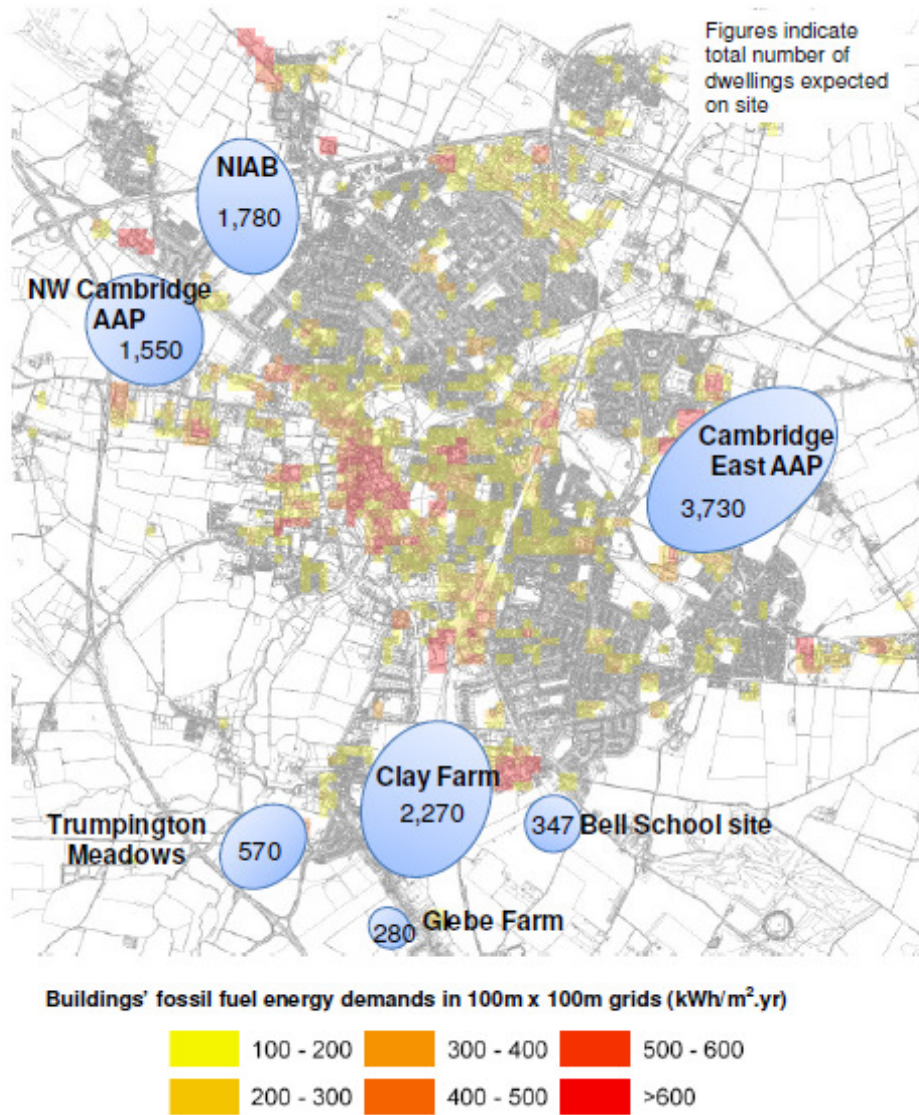 Figures indicate
total number of
dwellings expected
on site
NIAB
1,780
NW Cambridge
AAP
1,550
Cambridge
East AAP
3,730
Clay Farm
2,270
Trumpington
Meadows
570
347 Bell School site
280 Glebe Farm
Buildings' fossil fuel energy demands in 100m x 100m grids (kWh/m².yr)
100 - 200
300 - 400
500 - 600
200 - 300
400 - 500
>600